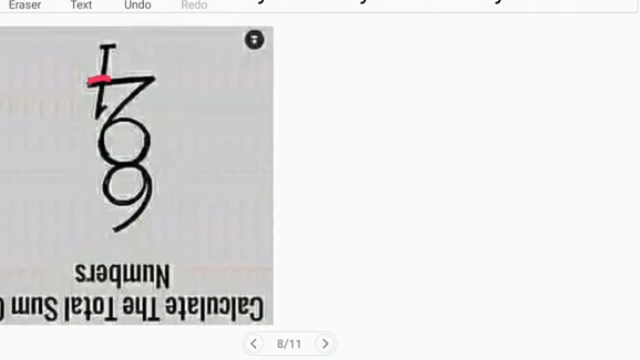 Eraser Text Undo Redo
Calculate The Total Sum
Numbers
8/11